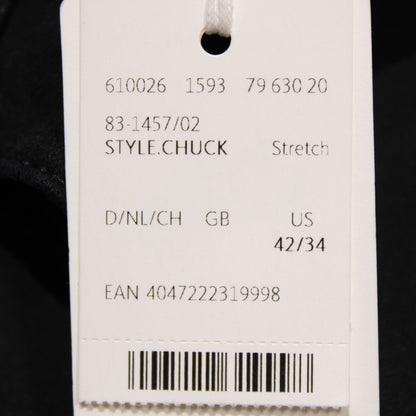 610026 1593 79 630 20
83-1457/02
STYLE.CHUCK Stretch
D/NL/CH GB US
42/34
EAN 4047222319998